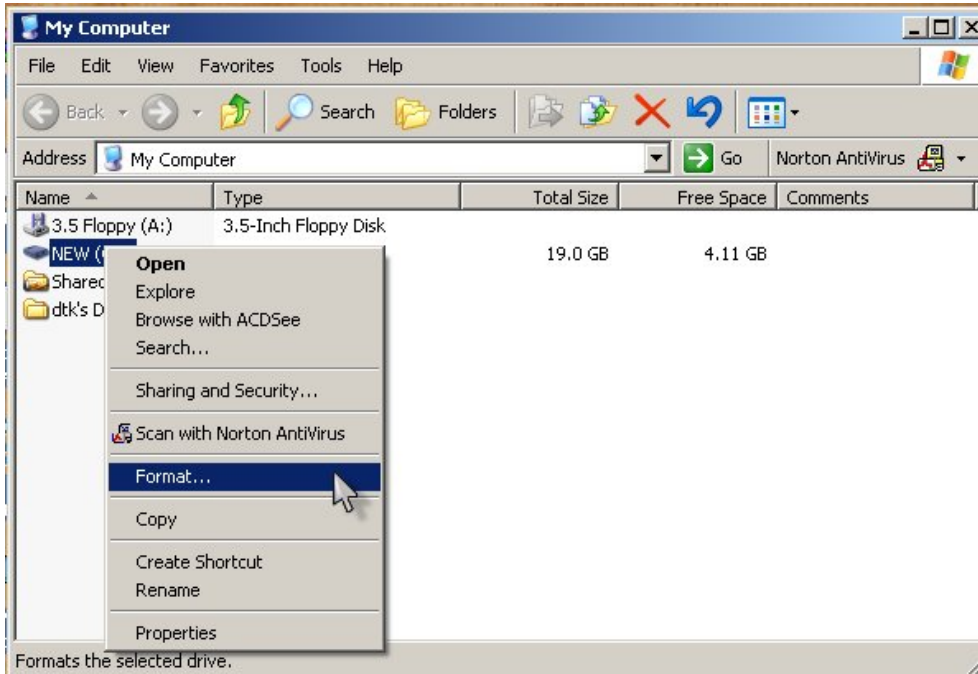 My Computer
File Edit View Favorites Tools Help
Back Search Folders
Address My Computer Go Norton AntiVirus
Name Type Total Size Free Space Comments
3.5 Floppy (A:) 3.5-Inch Floppy Disk
NEW ( 19.0 GB 4.11 GB
Shared
dtk's D
Open
Explore
Browse with ACDSee
Search...
Sharing and Security...
Scan with Norton AntiVirus
Format...
Copy
Create Shortcut
Rename
Properties
Formats the selected drive.